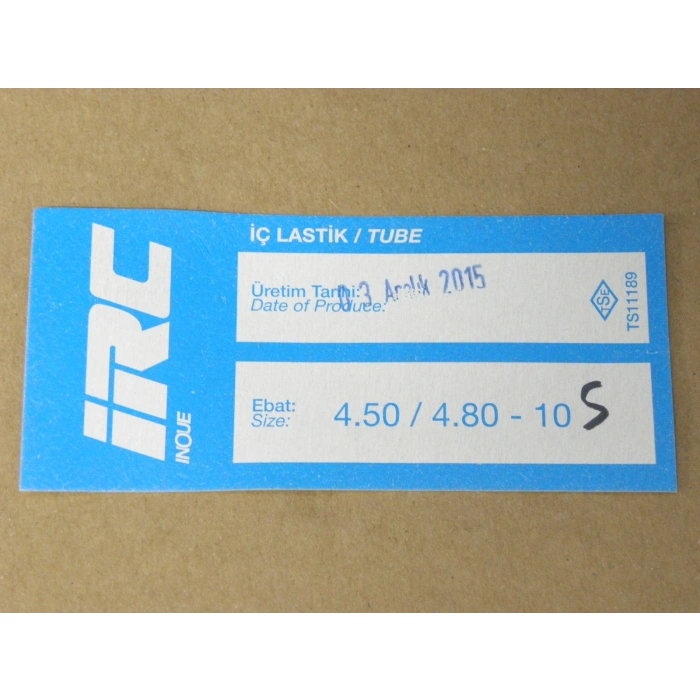 IRC
INOUE
İÇ LASTİK / TUBE
Üretim Tarihi: 03 Aralık 2015
Date of Produce:
TSE
TS11189
Ebat:
Size:
4.50 / 4.80 - 10 S